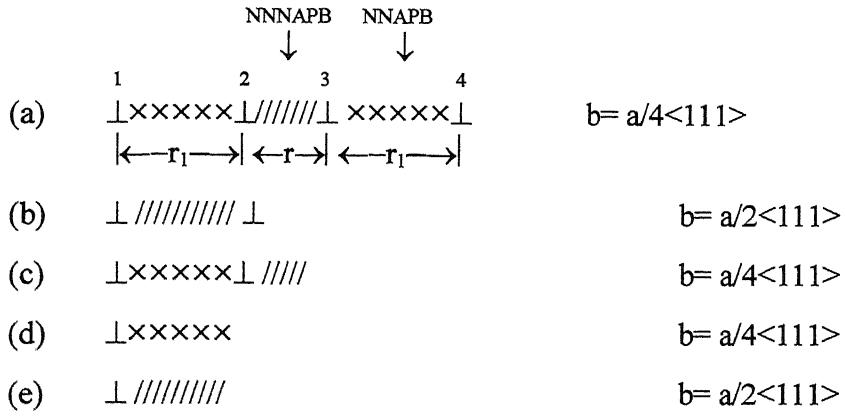 NNNAPB NNAPB
1 2 3 4
(a) ⊥×××××⊥///////⊥ ×××××⊥ b= a/4<111>
|←r₁→| |←r→| |←r₁→|
(b) ⊥ /////////// ⊥ b= a/2<111>
(c) ⊥×××××⊥ ///// b= a/4<111>
(d) ⊥××××× b= a/4<111>
(e) ⊥ ////////// b= a/2<111>